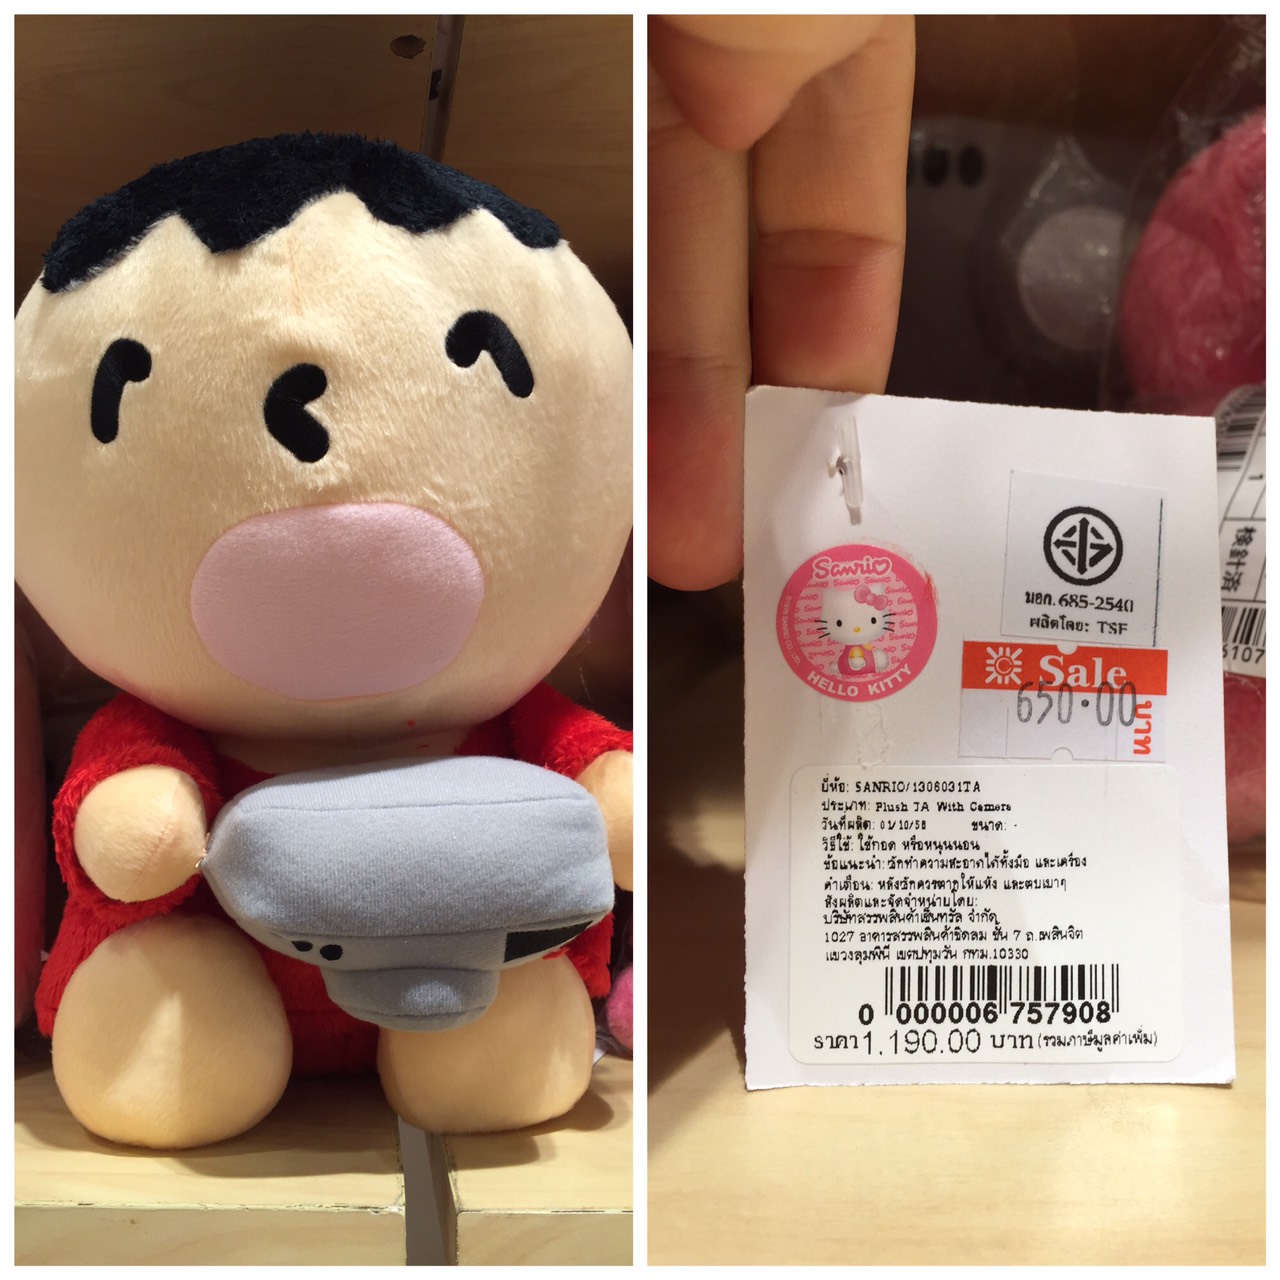 Sanrio
HELLO KITTY
มอก.685-2540
ผลิตโดย: TSF
Sale
650.00
บาท
ยี่ห้อ: SANRIO/1306031TA
ประเภท: Plush TA With Camera
วันที่ผลิต: 01/10/58 ขนาด: -
วิธีใช้: ใช้กอด หรือหนุนนอน
ข้อแนะนำ: ซักทำความสะอาดได้ทั้งมือ และเครื่อง
คำเตือน: หลังซักควรตากให้แห้ง และตบเบาๆ
สั่งผลิตและจัดจำหน่ายโดย:
บริษัทสรรพสินค้าเซ็นทรัล จำกัด
1027 อาคารสรรพสินค้าชิดลม ชั้น 7 ถ.เพลินจิต
แขวงลุมพินี เขตปทุมวัน กทม.10330
0 000006 757908
ราคา 1,190.00 บาท (รวมภาษีมูลค่าเพิ่ม)
6107